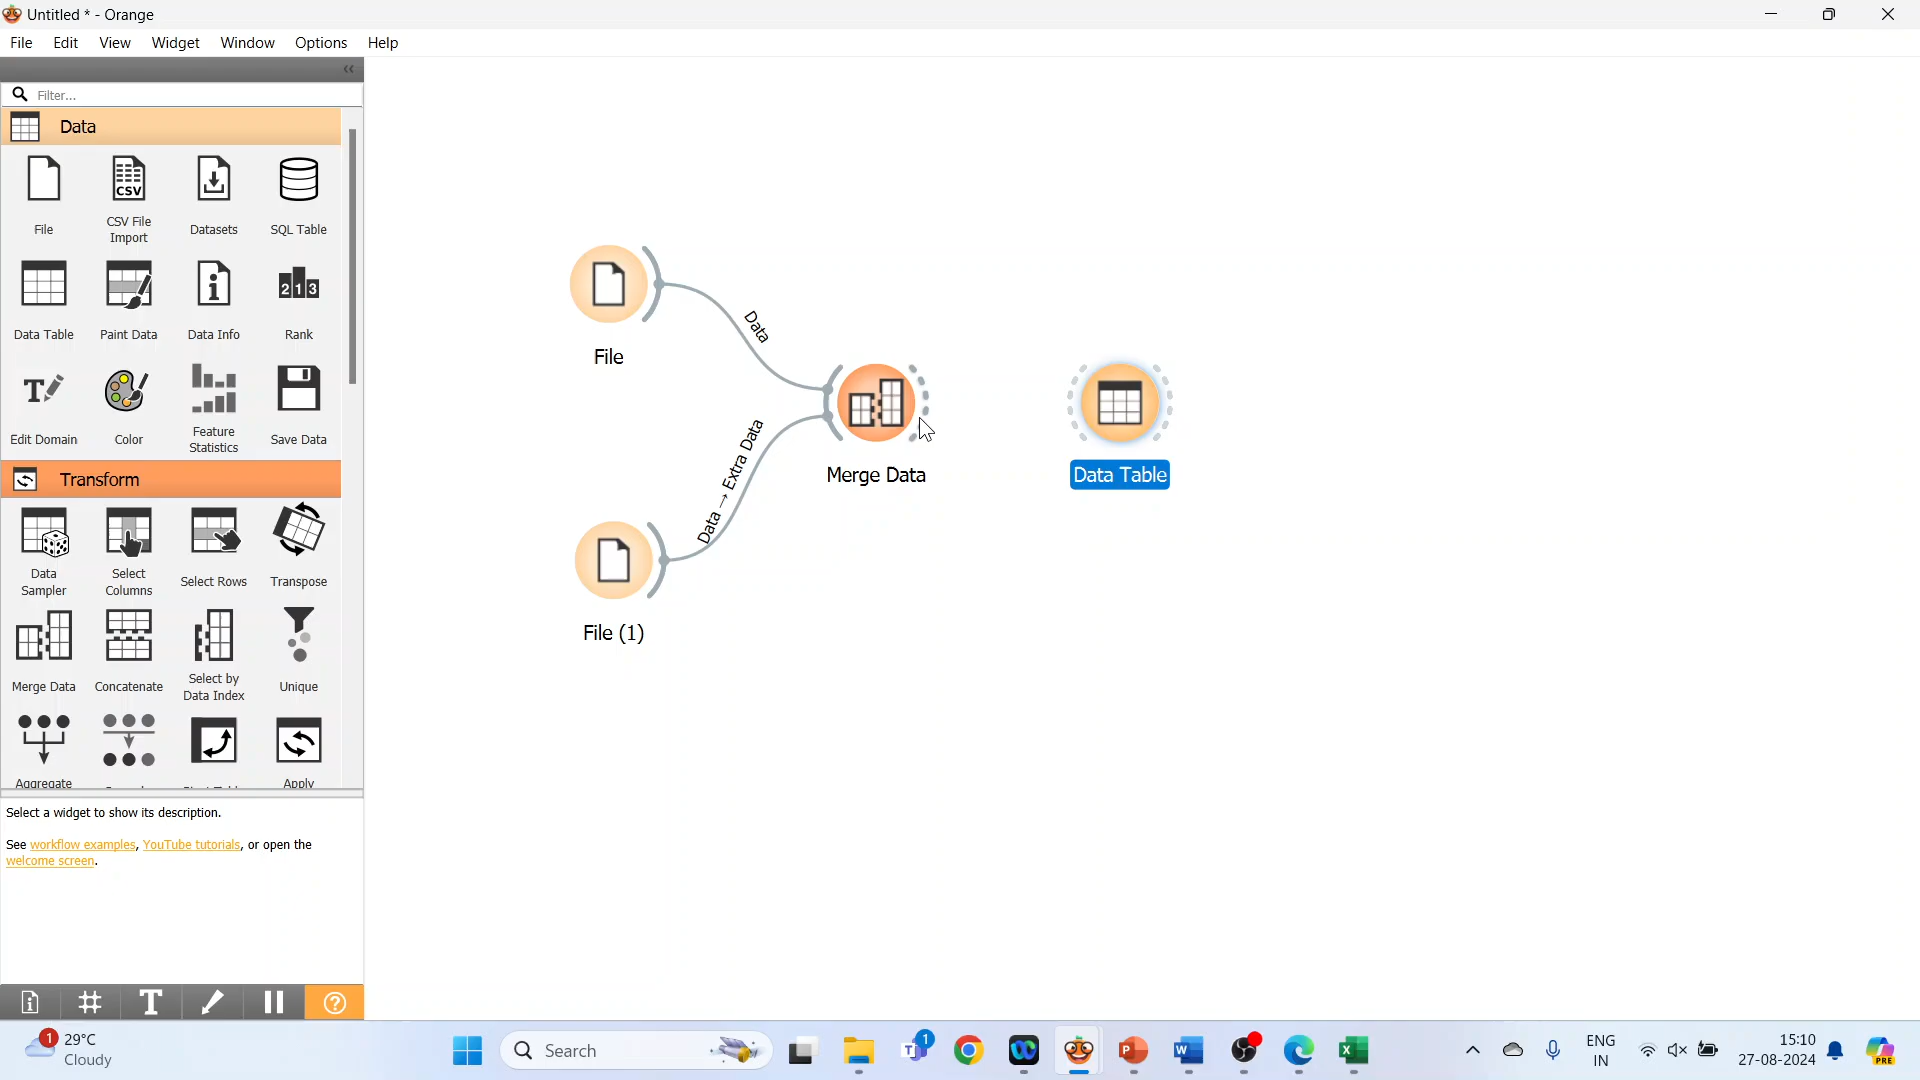 Untitled * - Orange
File Edit View Widget Window Options Help
Filter...
Data
File
CSV File Import
Datasets
SQL Table
Data Table
Paint Data
Data Info
Rank
Edit Domain
Color
Feature Statistics
Save Data
Transform
Data Sampler
Select Columns
Select Rows
Transpose
Merge Data
Concatenate
Select by Data Index
Unique
Aggregate
Apply
Select a widget to show its description.
See workflow examples, YouTube tutorials, or open the
welcome screen.
File
Data
Data → Extra Data
Merge Data
Data Table
File (1)
1
29°C
Cloudy
Search
1
ENG
IN
15:10
27-08-2024
PRE